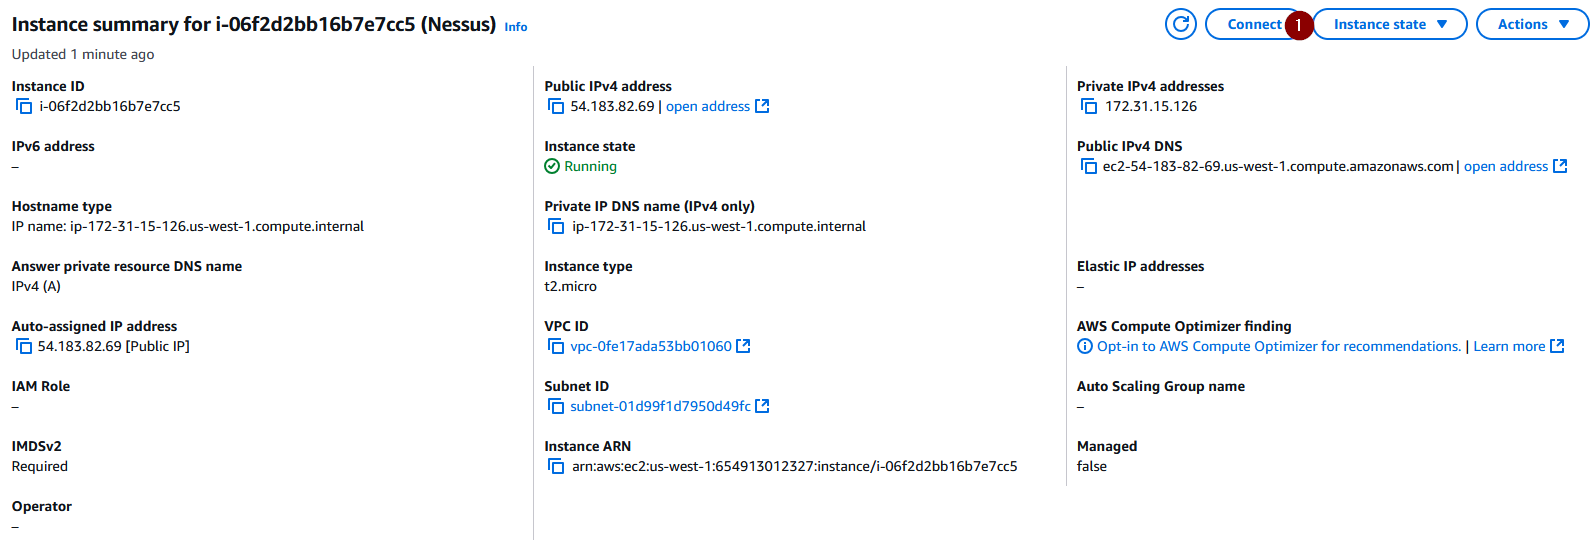 Instance summary for i-06f2d2bb16b7e7cc5 (Nessus) Info
Connect 1 Instance state Actions
Updated 1 minute ago
Instance ID
i-06f2d2bb16b7e7cc5
Public IPv4 address
54.183.82.69 | open address
Private IPv4 addresses
172.31.15.126
IPv6 address
–
Instance state
Running
Public IPv4 DNS
ec2-54-183-82-69.us-west-1.compute.amazonaws.com | open address
Hostname type
IP name: ip-172-31-15-126.us-west-1.compute.internal
Private IP DNS name (IPv4 only)
ip-172-31-15-126.us-west-1.compute.internal
Answer private resource DNS name
IPv4 (A)
Instance type
t2.micro
Elastic IP addresses
–
Auto-assigned IP address
54.183.82.69 [Public IP]
VPC ID
vpc-0fe17ada53bb01060
AWS Compute Optimizer finding
Opt-in to AWS Compute Optimizer for recommendations. | Learn more
IAM Role
–
Subnet ID
subnet-01d99f1d7950d49fc
Auto Scaling Group name
–
IMDSv2
Required
Instance ARN
arn:aws:ec2:us-west-1:654913012327:instance/i-06f2d2bb16b7e7cc5
Managed
false
Operator
–